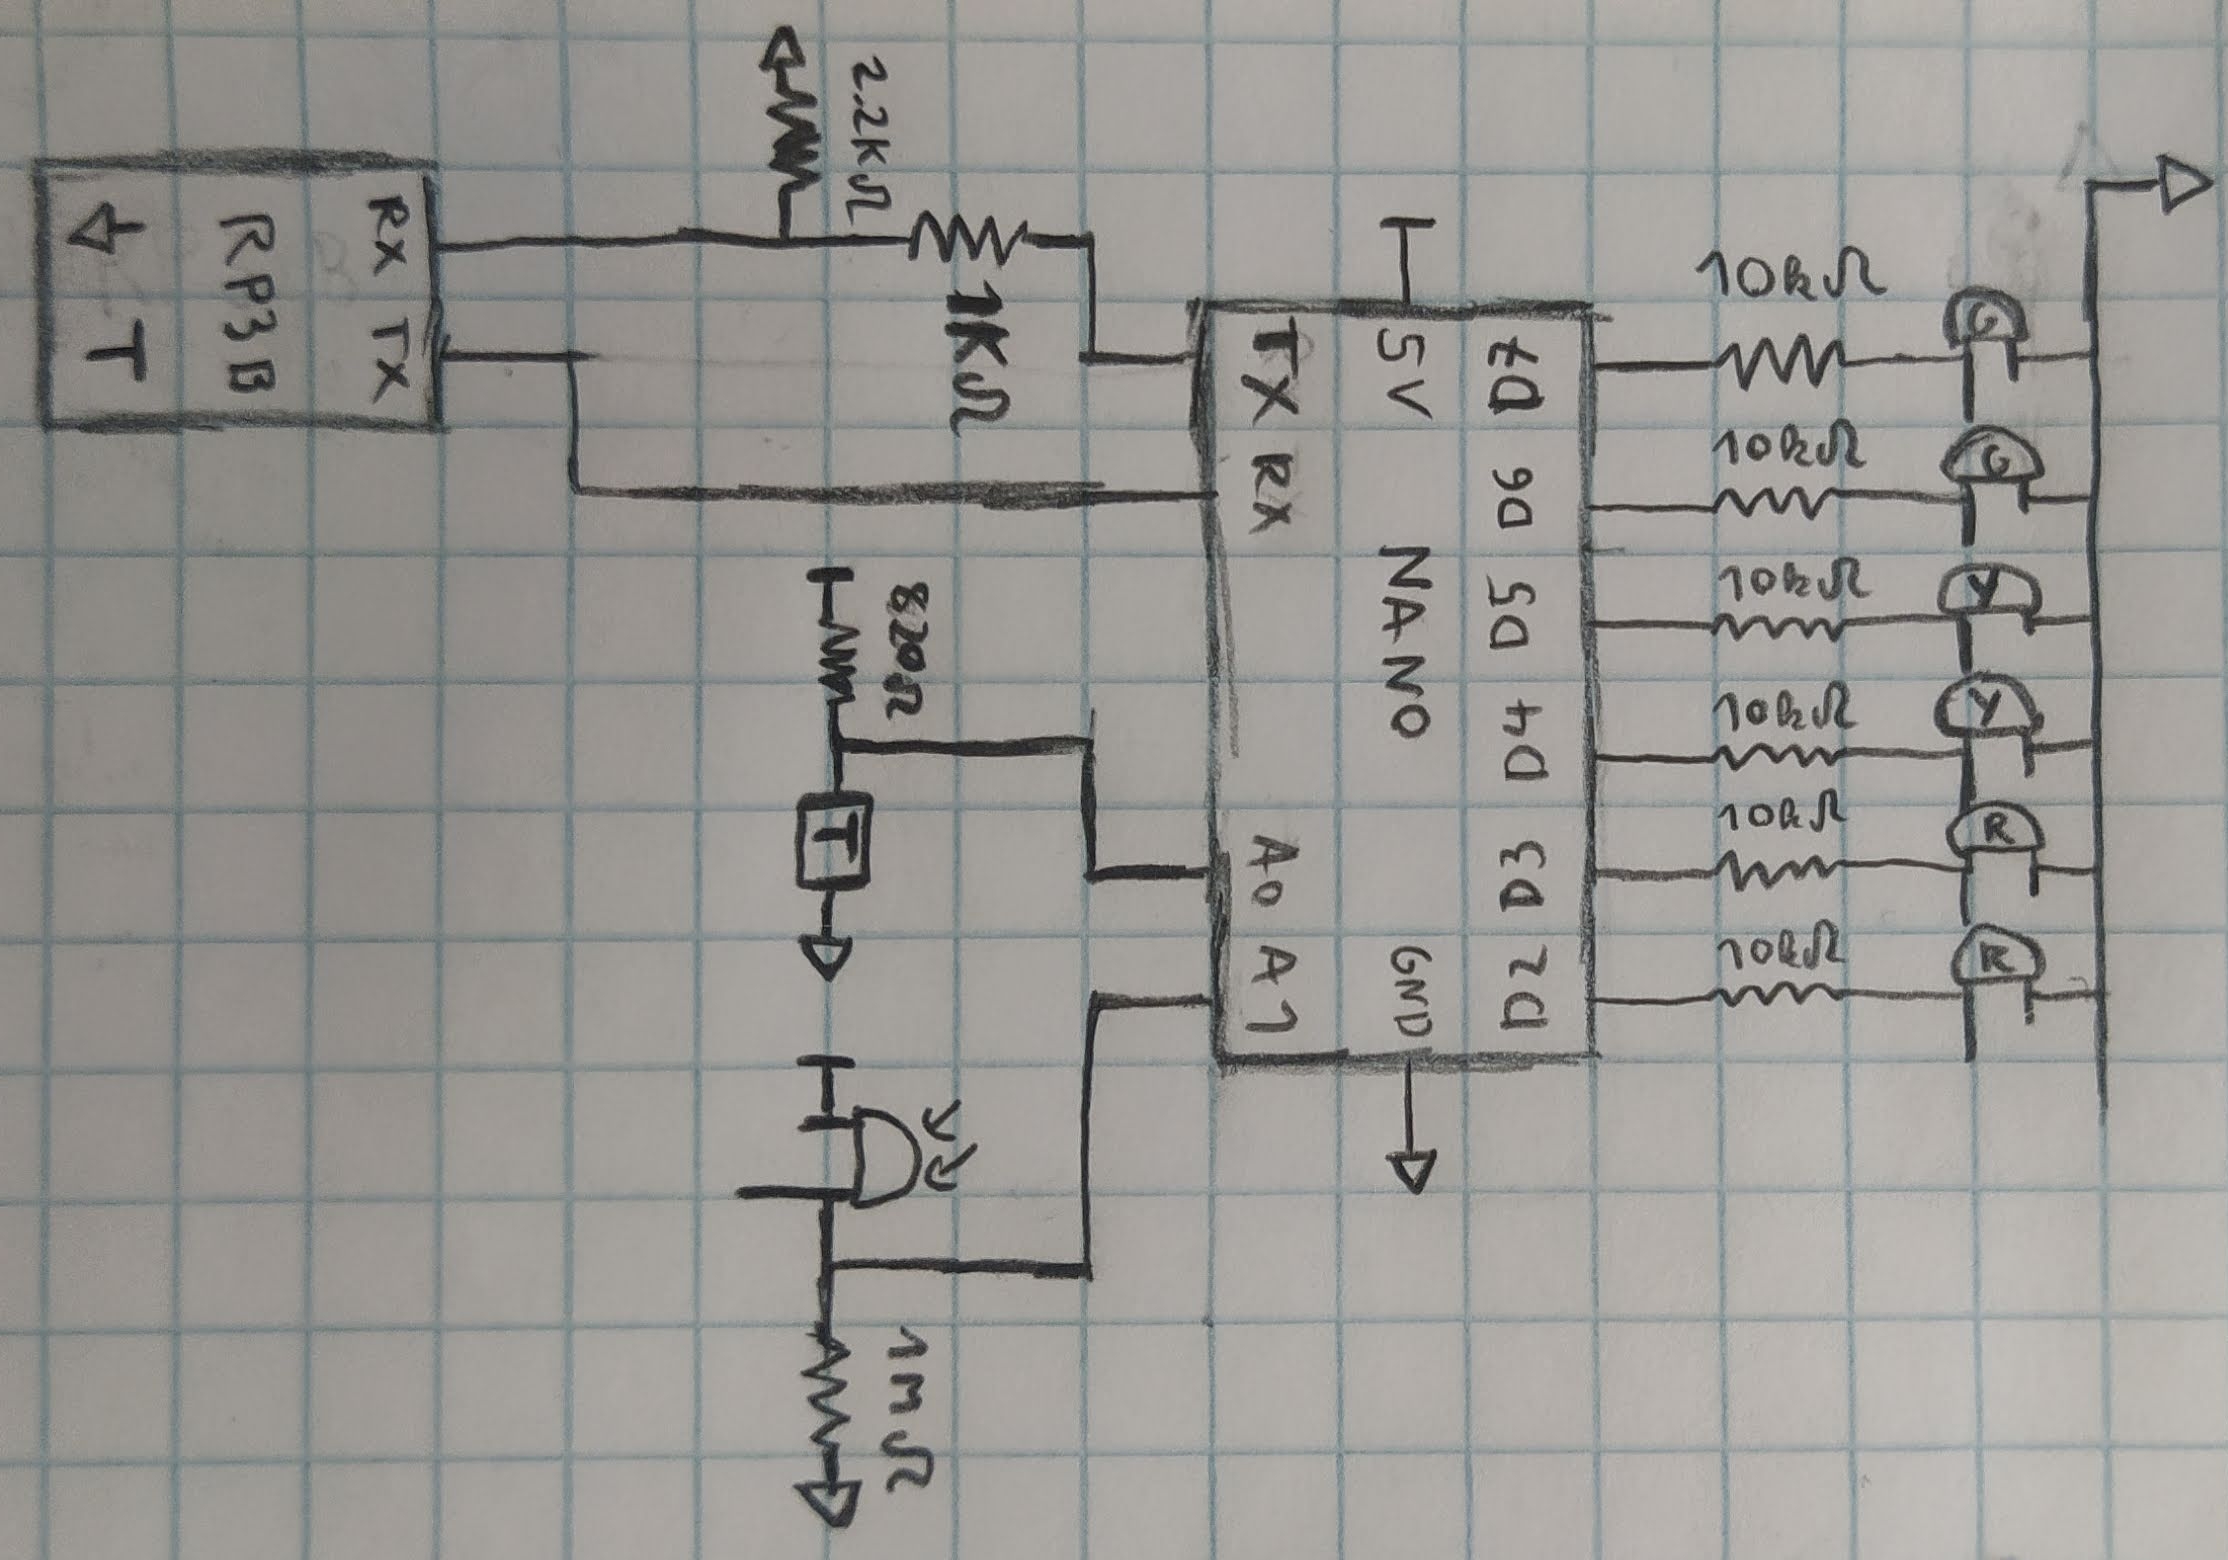 10kΩ
G
10kΩ
G
10kΩ
Y
10kΩ
Y
10kΩ
R
10kΩ
R
D7 D6 D5 D4 D3 D2
5V NANO GND
TX RX A0 A1
1KΩ
2.2KΩ
820Ω
1MΩ
T
RX TX
RP3B
T